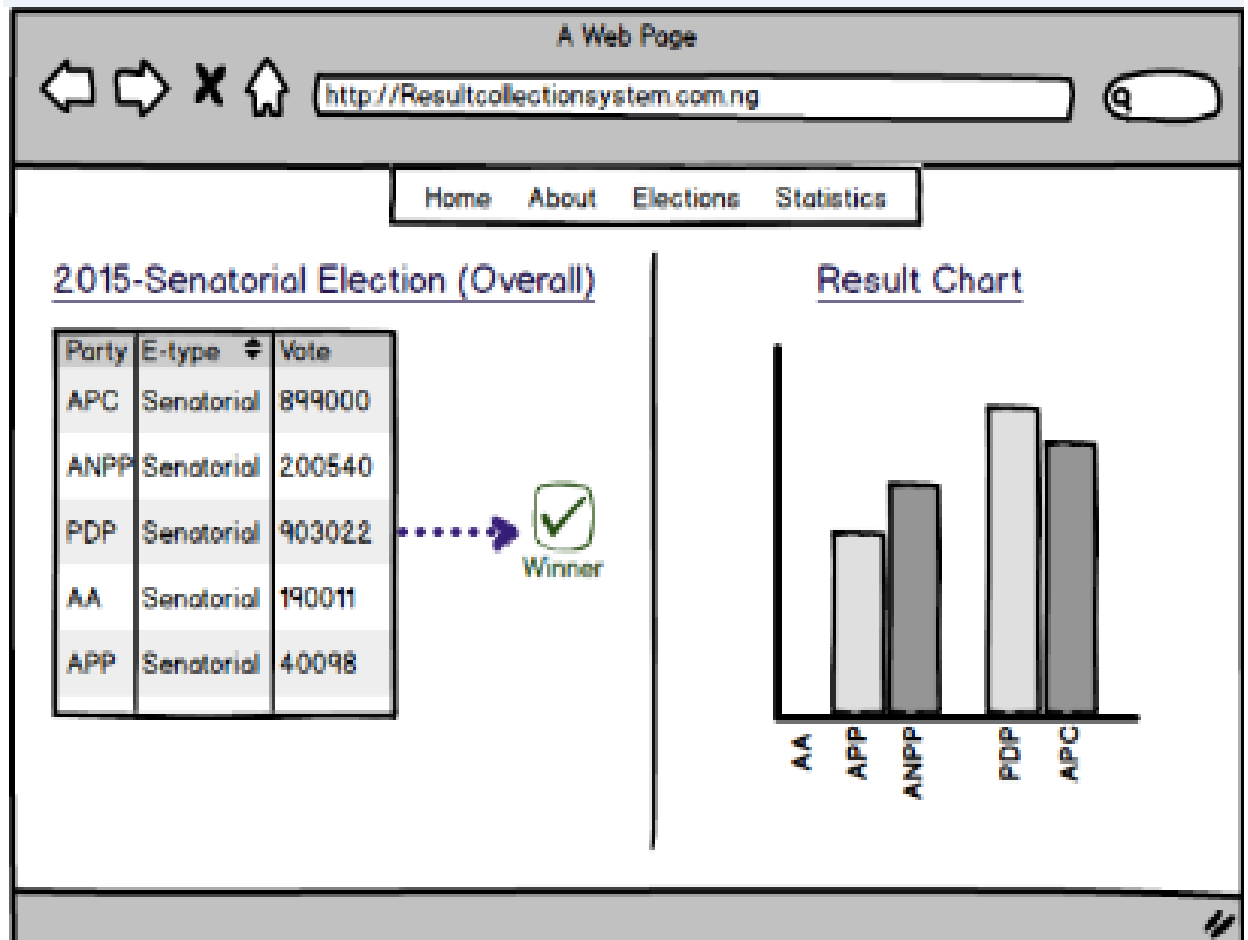 A Web Page
http://Resultcollectionsystem.com.ng
Home About Elections Statistics
2015-Senatorial Election (Overall)
Party E-type Vote
APC Senatorial 899000
ANPP Senatorial 200540
PDP Senatorial 903022
AA Senatorial 190011
APP Senatorial 40098
Winner
Result Chart
AA
APP
ANPP
PDP
APC